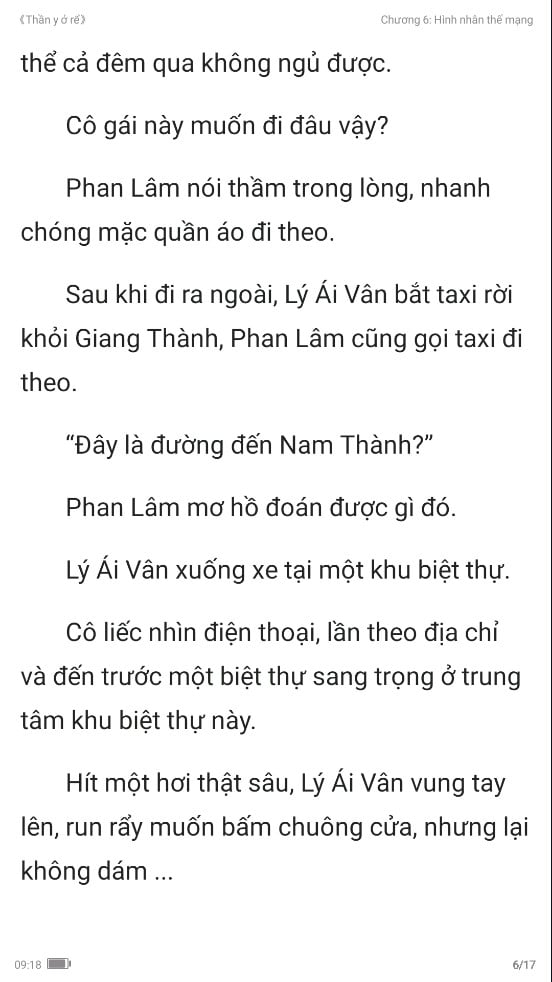 《Thần y ở rể》 Chương 6: Hình nhân thế mạng
thể cả đêm qua không ngủ được.
Cô gái này muốn đi đâu vậy?
Phan Lâm nói thầm trong lòng, nhanh
chóng mặc quần áo đi theo.
Sau khi đi ra ngoài, Lý Ái Vân bắt taxi rời
khỏi Giang Thành, Phan Lâm cũng gọi taxi đi
theo.
“Đây là đường đến Nam Thành?”
Phan Lâm mơ hồ đoán được gì đó.
Lý Ái Vân xuống xe tại một khu biệt thự.
Cô liếc nhìn điện thoại, lần theo địa chỉ
và đến trước một biệt thự sang trọng ở trung
tâm khu biệt thự này.
Hít một hơi thật sâu, Lý Ái Vân vung tay
lên, run rẩy muốn bấm chuông cửa, nhưng lại
không dám ...
09:18 6/17